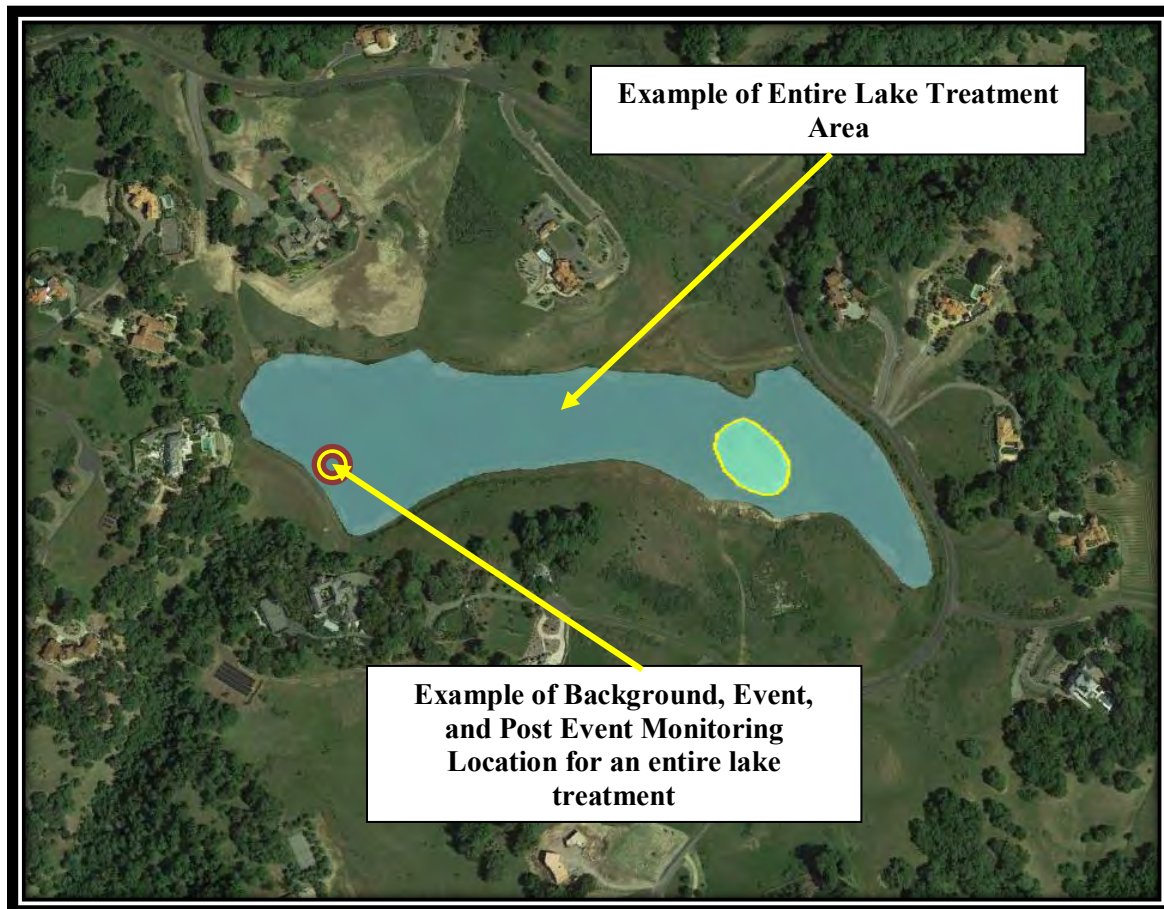 Example of Entire Lake Treatment
Area
Example of Background, Event,
and Post Event Monitoring
Location for an entire lake
treatment